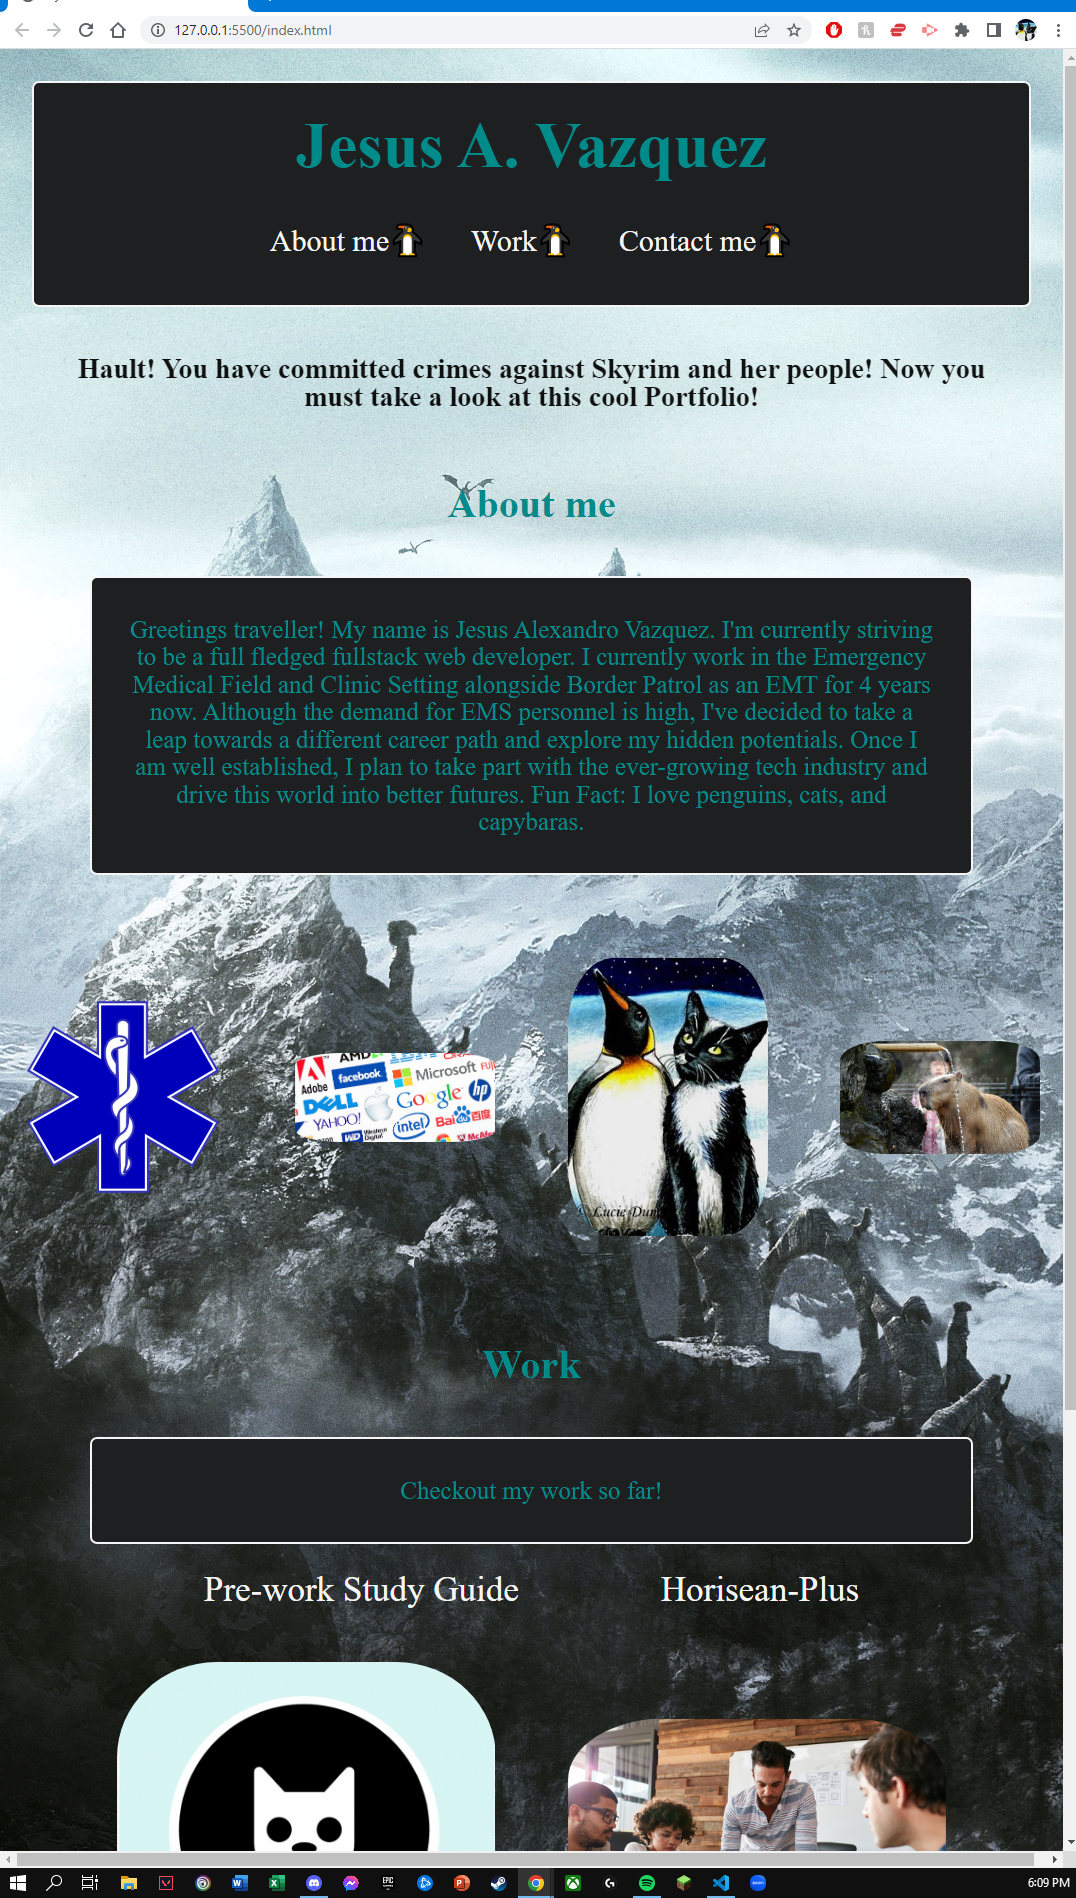 127.0.0.1:5500/index.html
Jesus A. Vazquez
About me Work Contact me
Hault! You have committed crimes against Skyrim and her people! Now you
must take a look at this cool Portfolio!
About me
Greetings traveller! My name is Jesus Alexandro Vazquez. I'm currently striving
to be a full fledged fullstack web developer. I currently work in the Emergency
Medical Field and Clinic Setting alongside Border Patrol as an EMT for 4 years
now. Although the demand for EMS personnel is high, I've decided to take a
leap towards a different career path and explore my hidden potentials. Once I
am well established, I plan to take part with the ever-growing tech industry and
drive this world into better futures. Fun Fact: I love penguins, cats, and
capybaras.
AMD
Adobe facebook Microsoft
DELL Google hp
YAHOO! intel Bai百度
Western
Digital
© Lucie Dum
Work
Checkout my work so far!
Pre-work Study Guide Horisean-Plus
EPIC
6:09 PM